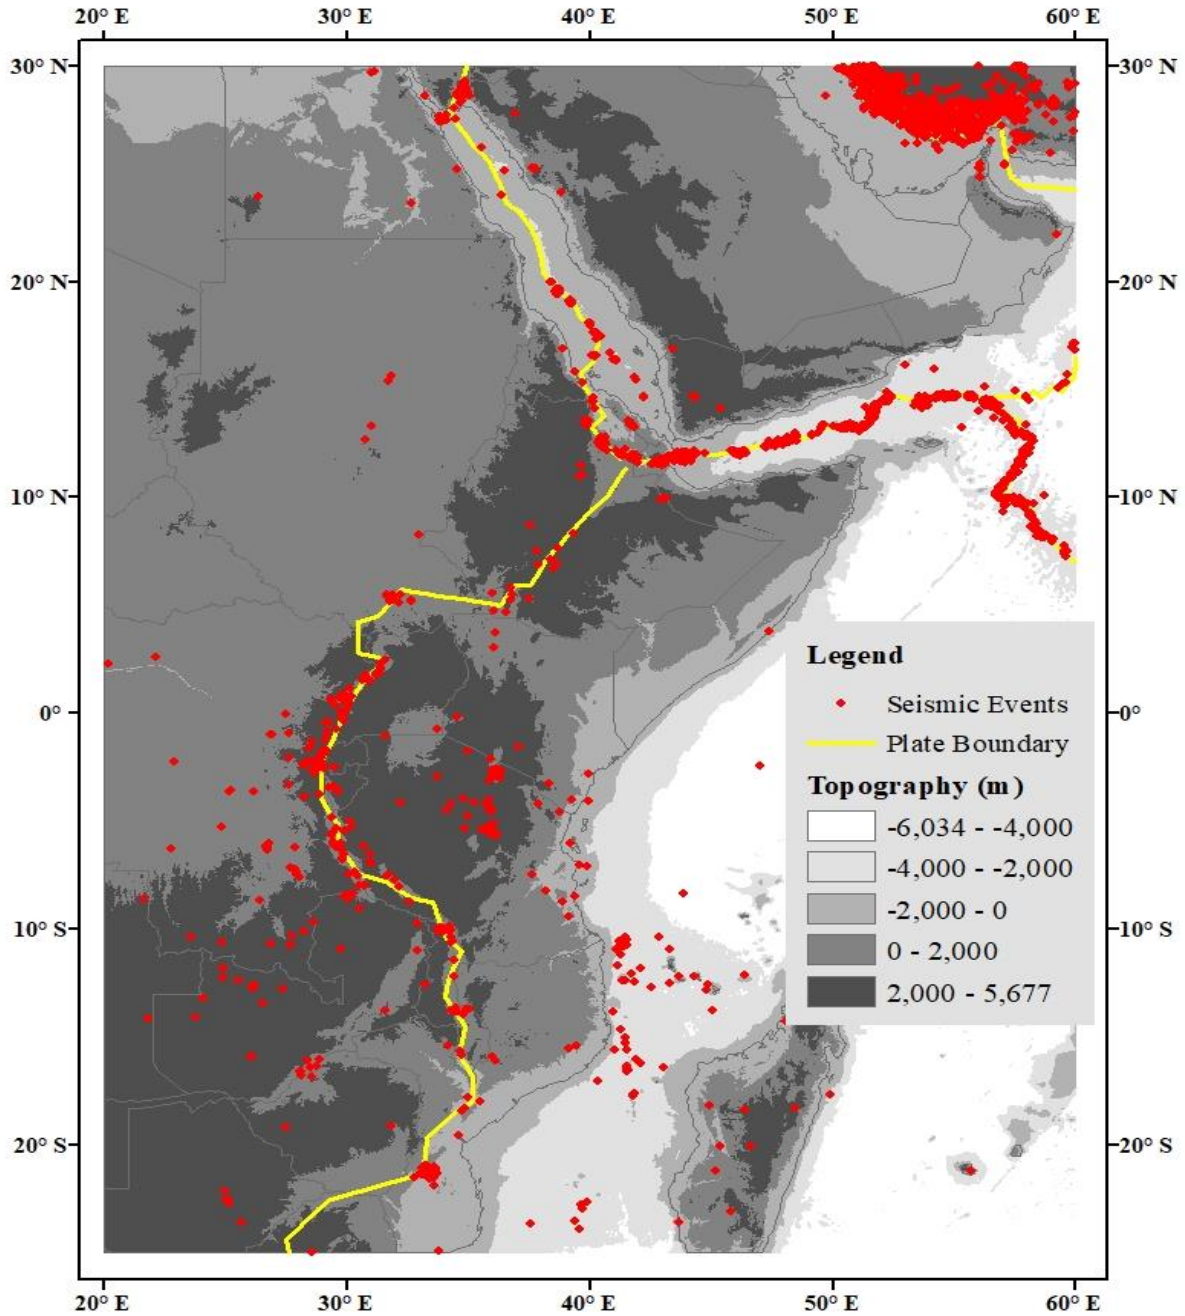 20° E 30° E 40° E 50° E 60° E
30° N 30° N
20° N 20° N
10° N 10° N
Legend
Seismic Events
0° 0°
Plate Boundary
Topography (m)
-6,034 - -4,000
-4,000 - -2,000
-2,000 - 0
10° S 10° S
0 - 2,000
2,000 - 5,677
20° S 20° S
20° E 30° E 40° E 50° E 60° E